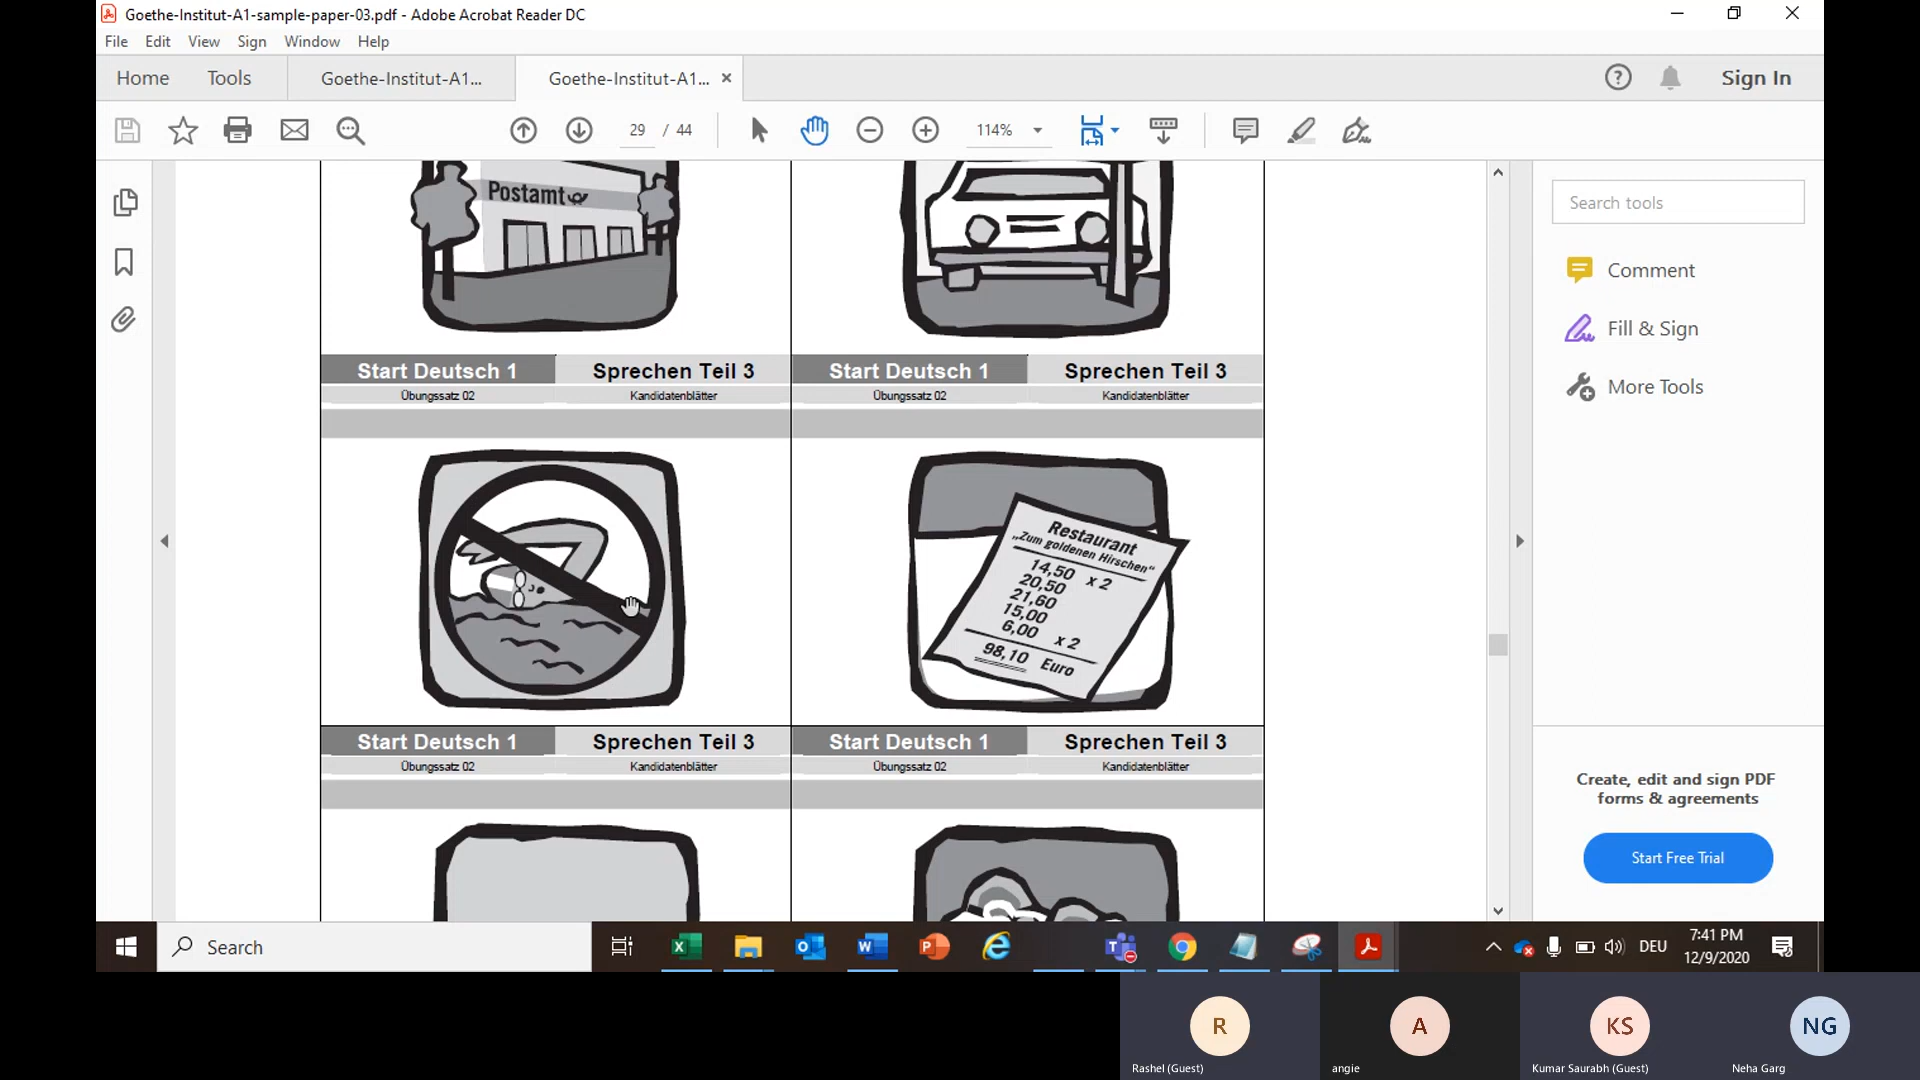 Goethe-Institut-A1-sample-paper-03.pdf - Adobe Acrobat Reader DC
File Edit View Sign Window Help
Home Tools Goethe-Institut-A1... Goethe-Institut-A1... Sign In
29 / 44 114%
Search tools
Comment
Fill & Sign
More Tools
Postamt
Start Deutsch 1 Sprechen Teil 3 Start Deutsch 1 Sprechen Teil 3
Übungssatz 02 Kandidatenblätter Übungssatz 02 Kandidatenblätter
Restaurant
„Zum goldenen Hirschen“
14,50 x 2
20,50
21,60
15,00
6,00 x 2
98,10 Euro
Start Deutsch 1 Sprechen Teil 3 Start Deutsch 1 Sprechen Teil 3
Übungssatz 02 Kandidatenblätter Übungssatz 02 Kandidatenblätter
Create, edit and sign PDF
forms & agreements
Start Free Trial
Search
DEU
7:41 PM
12/9/2020
R A KS NG
Rashel (Guest) angie Kumar Saurabh (Guest) Neha Garg